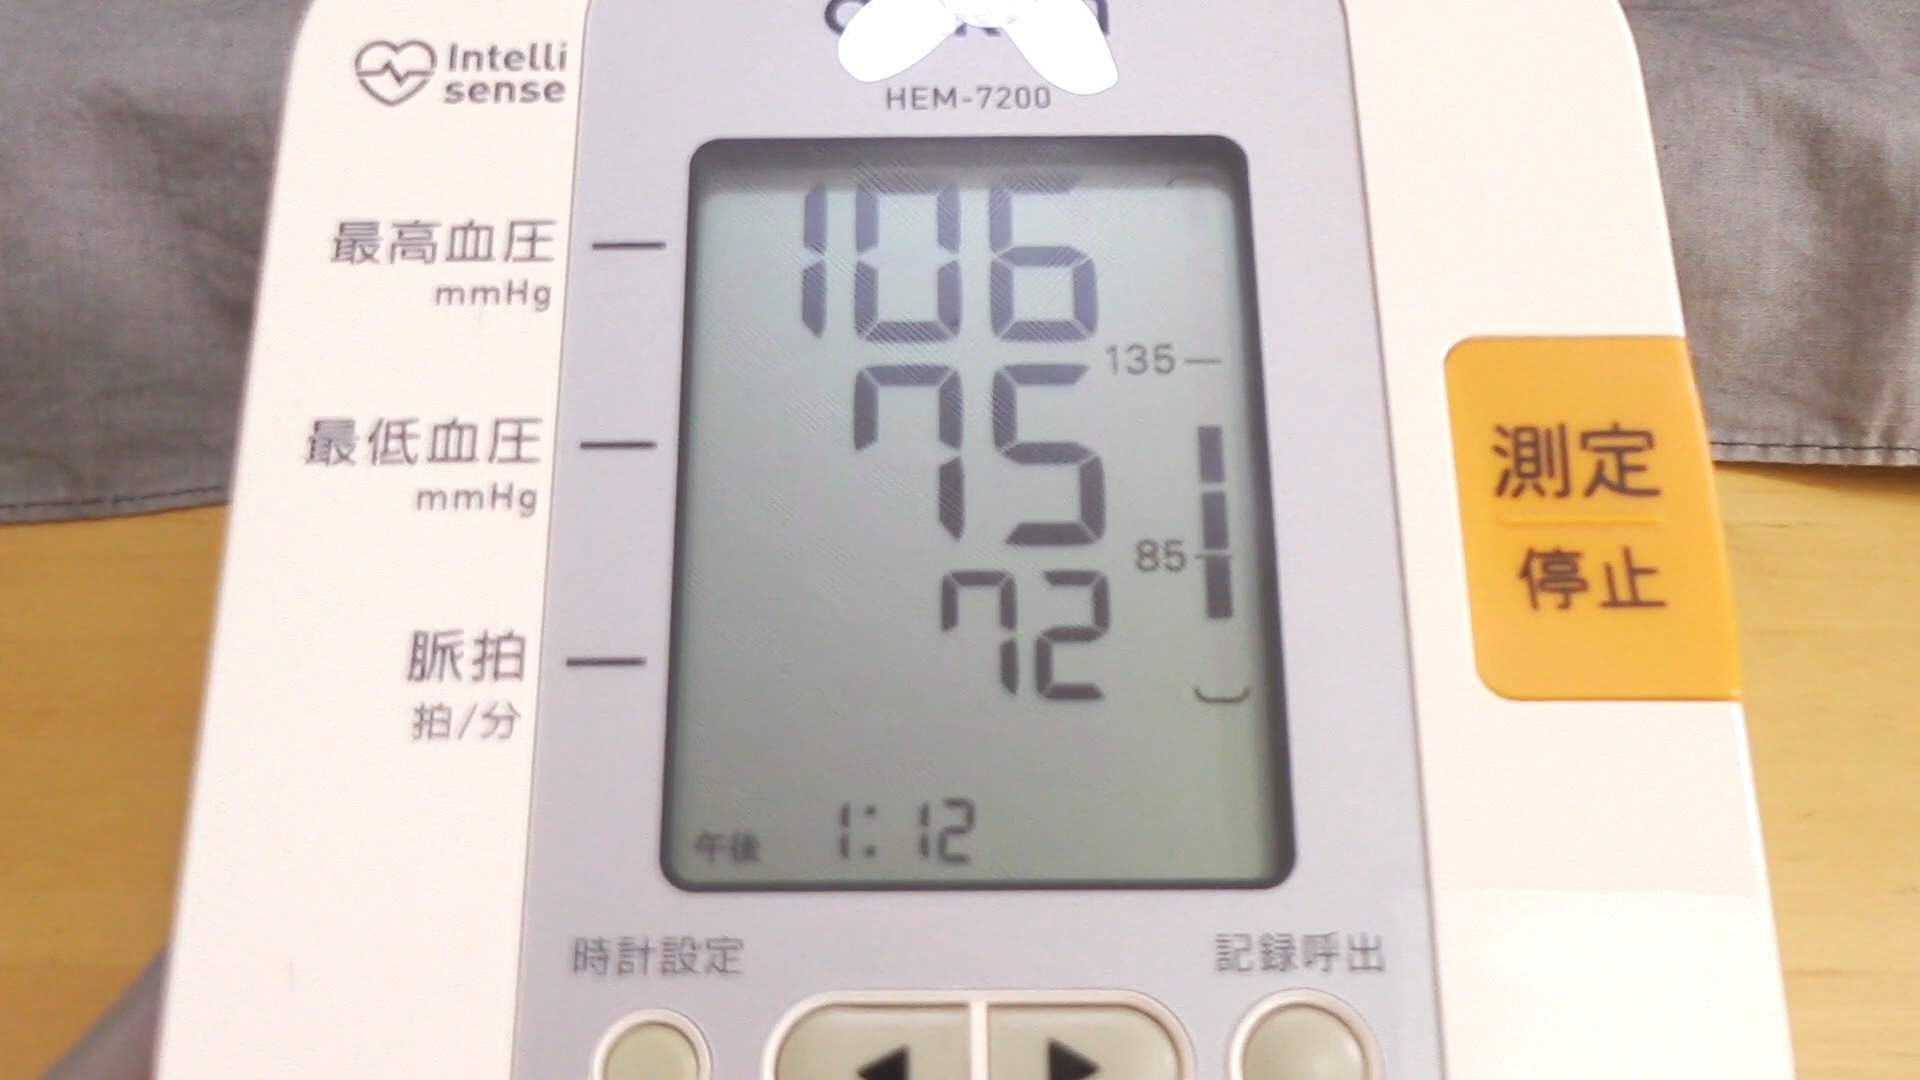 Intelli
sense
HEM-7200
最高血圧
mmHg
106
135
最低血圧
mmHg
75
85
脈拍
拍/分
72
午後 1:12
測定
停止
時計設定
記録呼出